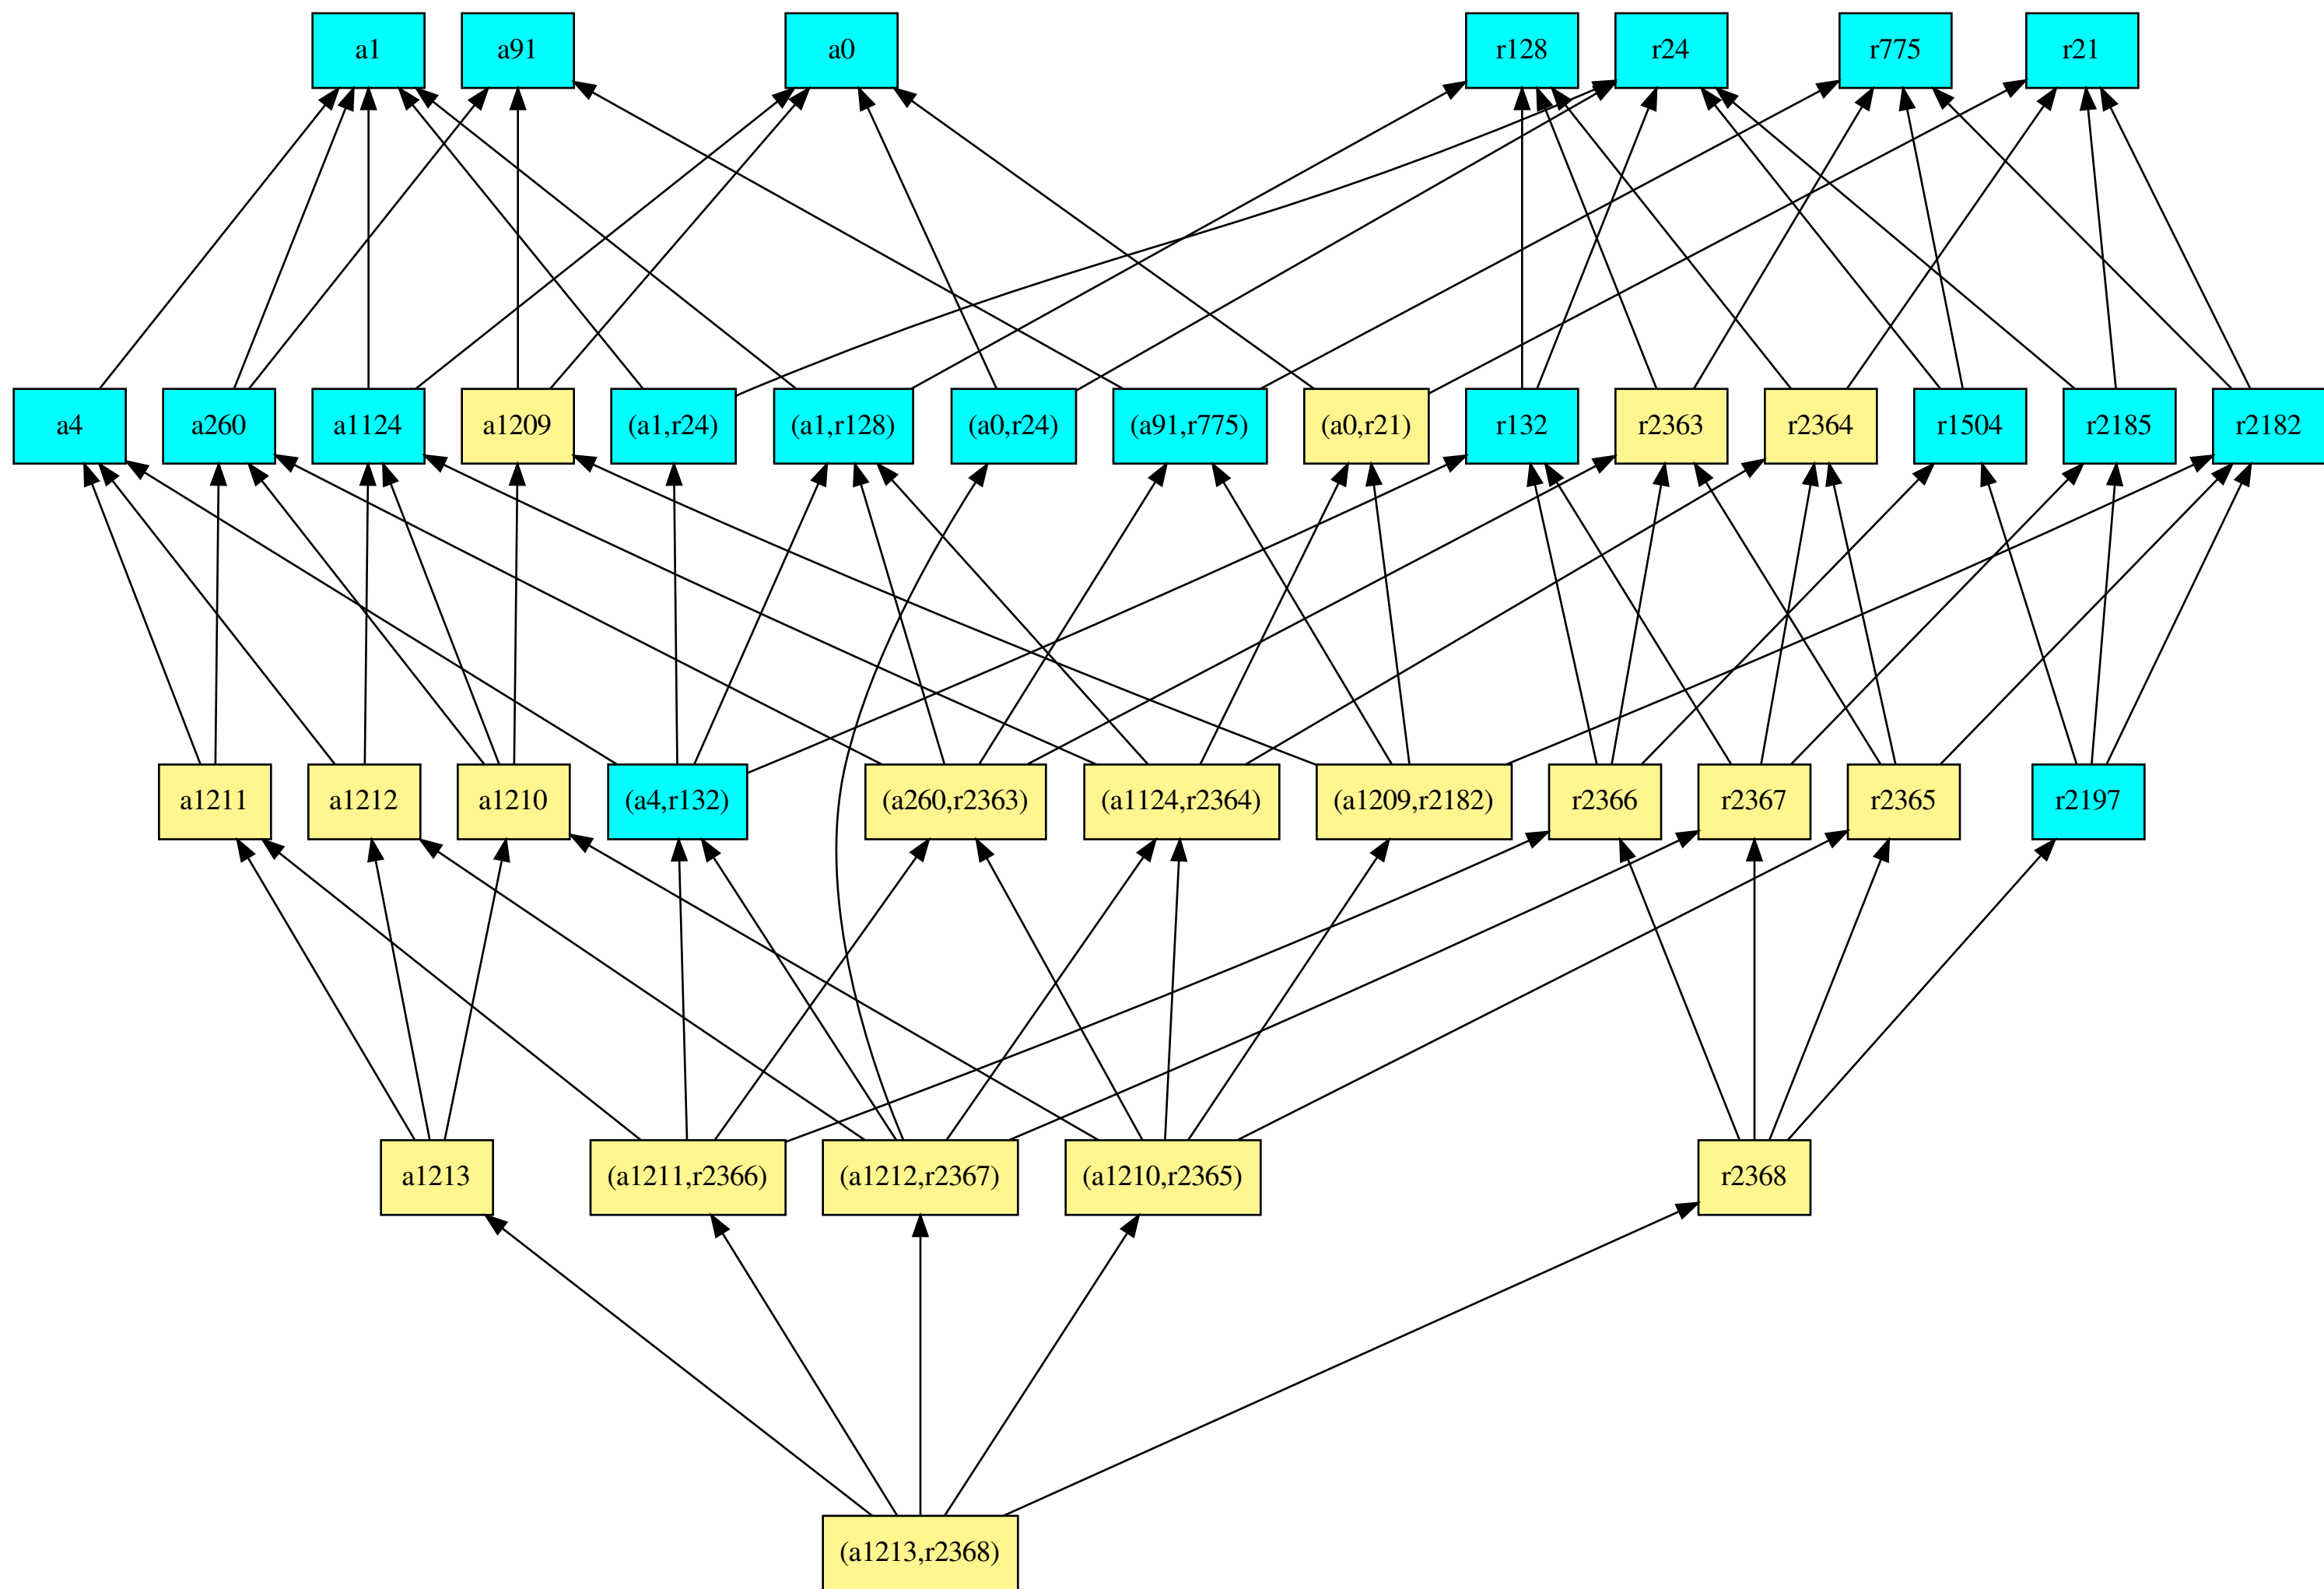 a1
a91
a0
r128
r24
r775
r21
a4
a260
a1124
a1209
(a1,r24)
(a1,r128)
(a0,r24)
(a91,r775)
(a0,r21)
r132
r2363
r2364
r1504
r2185
r2182
a1211
a1212
a1210
(a4,r132)
(a260,r2363)
(a1124,r2364)
(a1209,r2182)
r2366
r2367
r2365
r2197
a1213
(a1211,r2366)
(a1212,r2367)
(a1210,r2365)
r2368
(a1213,r2368)